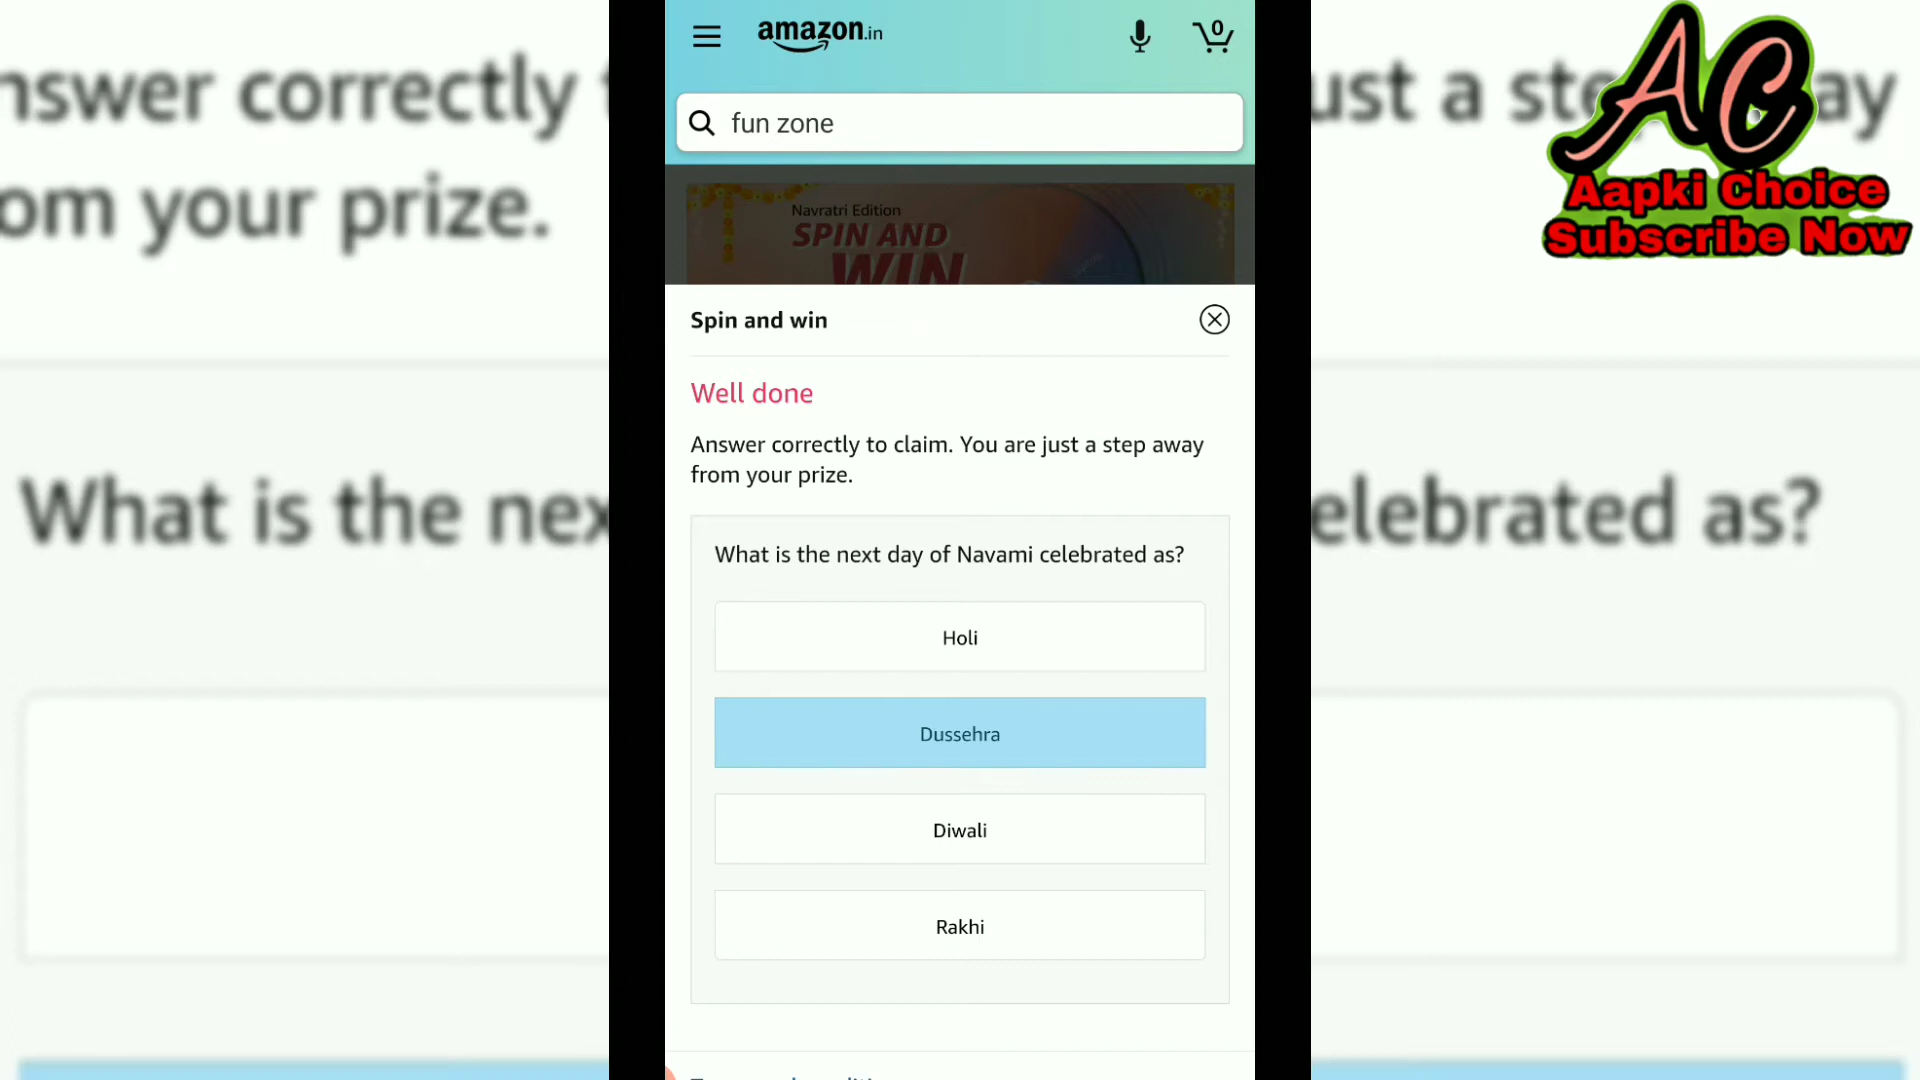 amazon.in
0
fun zone
Navratri Edition
SPIN AND
WIN
Spin and win
Well done
Answer correctly to claim. You are just a step away
from your prize.
What is the next day of Navami celebrated as?
Holi
Dussehra
Diwali
Rakhi
nswer correctly
ust a ste ay
om your prize.
What is the nex
elebrated as?
AC
Aapki Choice
Subscribe Now